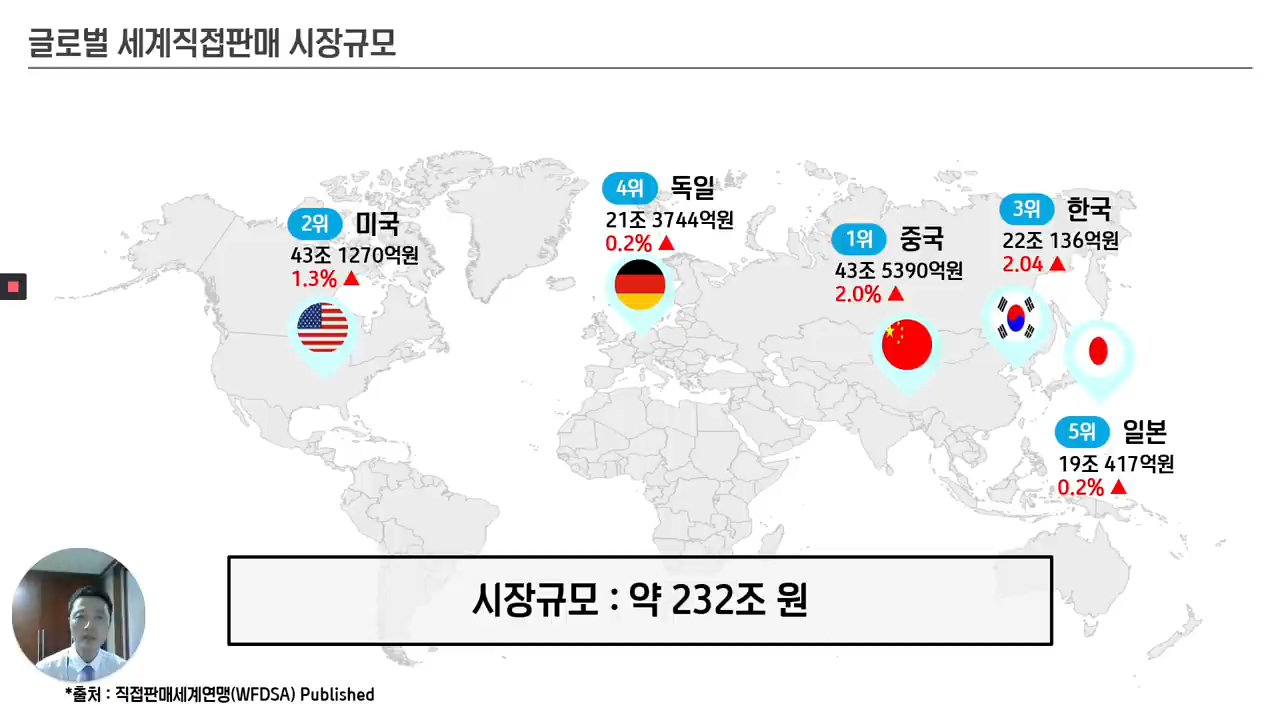 글로벌 세계직접판매 시장규모
2위 미국
43조 1270억원
1.3% ▲
4위 독일
21조 3744억원
0.2% ▲
1위 중국
43조 5390억원
2.0% ▲
3위 한국
22조 136억원
2.04 ▲
5위 일본
19조 417억원
0.2% ▲
시장규모 : 약 232조 원
*출처 : 직접판매세계연맹(WFDSA) Published